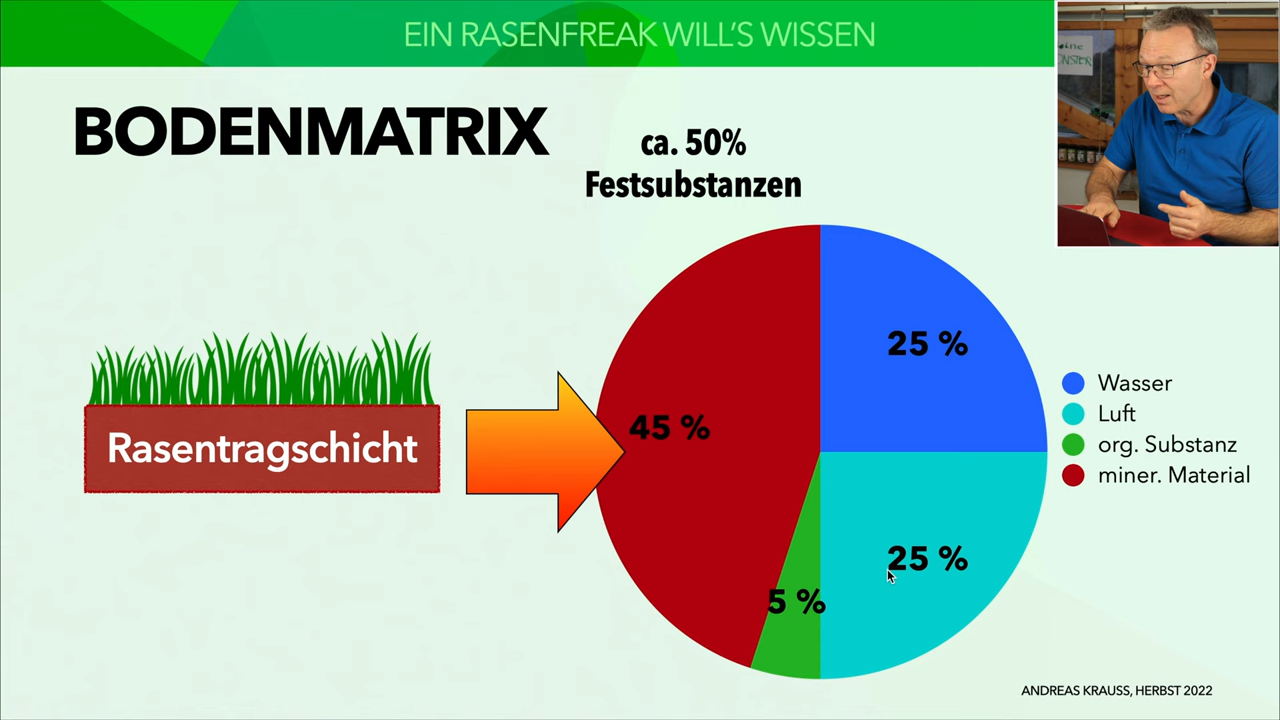 EIN RASENFREAK WILL'S WISSEN
BODENMATRIX
ca. 50%
Festsubstanzen
25 %
45 %
25 %
5 %
Rasentragschicht
Wasser
Luft
org. Substanz
miner. Material
ANDREAS KRAUSS, HERBST 2022